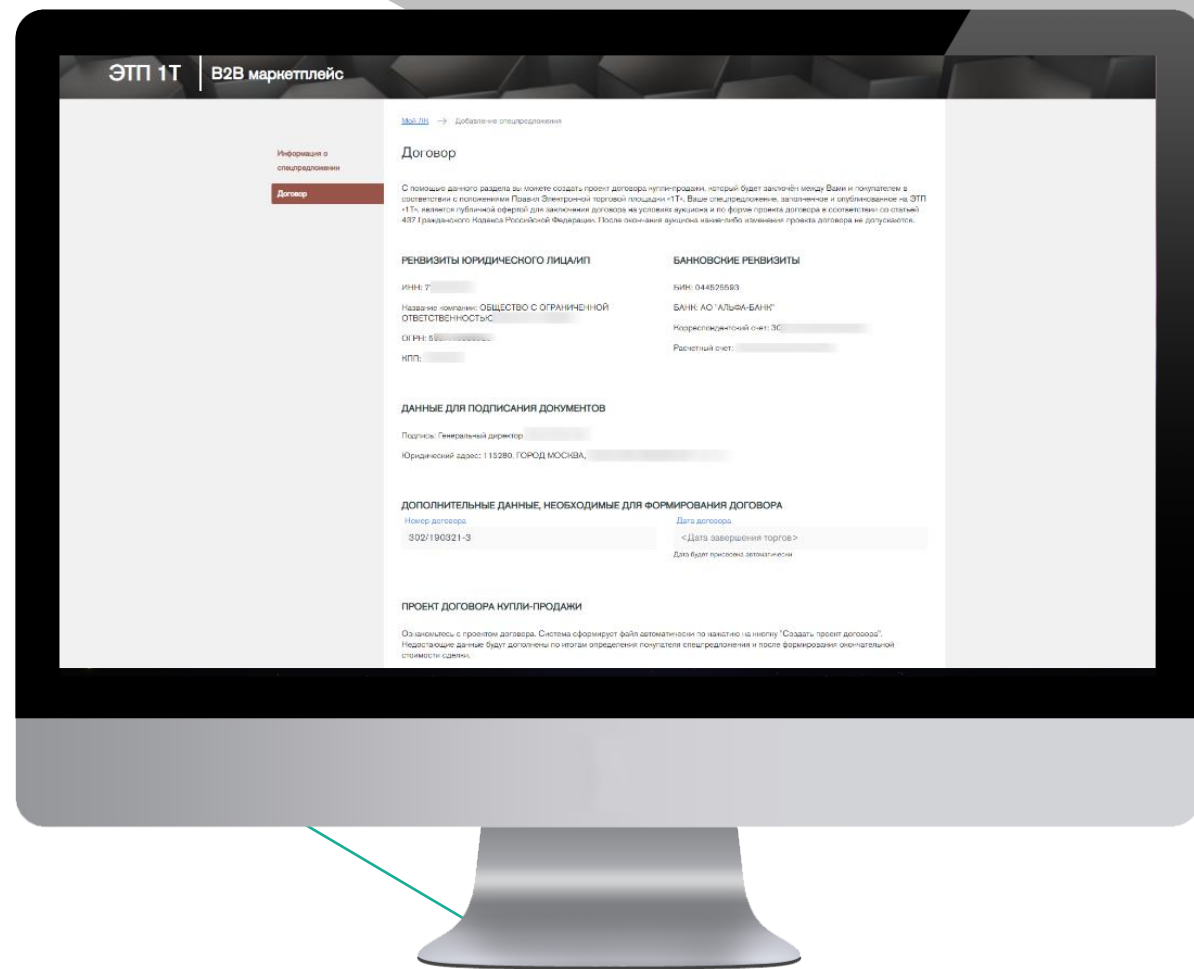 ЭТП 1Т
B2B маркетплейс
Мой ЛК → Добавление спецпредложения
Информация о
спецпредложении
Договор
Договор
С помощью данного раздела вы можете создать проект договора купли-продажи, который будет заключён между Вами и покупателем в
соответствии с положениями Правил Электронной торговой площадки «1Т». Ваше спецпредложение, заполненное и опубликованное на ЭТП
«1Т», является публичной офертой для заключения договора на условиях аукциона и по форме проекта договора в соответствии со статьей
437 Гражданского Кодекса Российской Федерации. После окончания аукциона какие-либо изменения проекта договора не допускаются.
РЕКВИЗИТЫ ЮРИДИЧЕСКОГО ЛИЦА/ИП
ИНН: 7
Название компании: ОБЩЕСТВО С ОГРАНИЧЕННОЙ
ОТВЕТСТВЕННОСТЬЮ
ОГРН:
КПП:
БАНКОВСКИЕ РЕКВИЗИТЫ
БИК: 044525593
БАНК: АО "АЛЬФА-БАНК"
Корреспондентский счет: 30
Расчетный счет:
ДАННЫЕ ДЛЯ ПОДПИСАНИЯ ДОКУМЕНТОВ
Подпись: Генеральный директор
Юридический адрес: 115280, ГОРОД МОСКВА,
ДОПОЛНИТЕЛЬНЫЕ ДАННЫЕ, НЕОБХОДИМЫЕ ДЛЯ ФОРМИРОВАНИЯ ДОГОВОРА
Номер договора
302/190321-3
Дата договора
<Дата завершения торгов>
Дата будет присвоена автоматически
ПРОЕКТ ДОГОВОРА КУПЛИ-ПРОДАЖИ
Ознакомьтесь с проектом договора. Система сформирует файл автоматически по нажатию на кнопку "Создать проект договора".
Недостающие данные будут дополнены по итогам определения покупателя спецпредложения и после формирования окончательной
стоимости сделки.